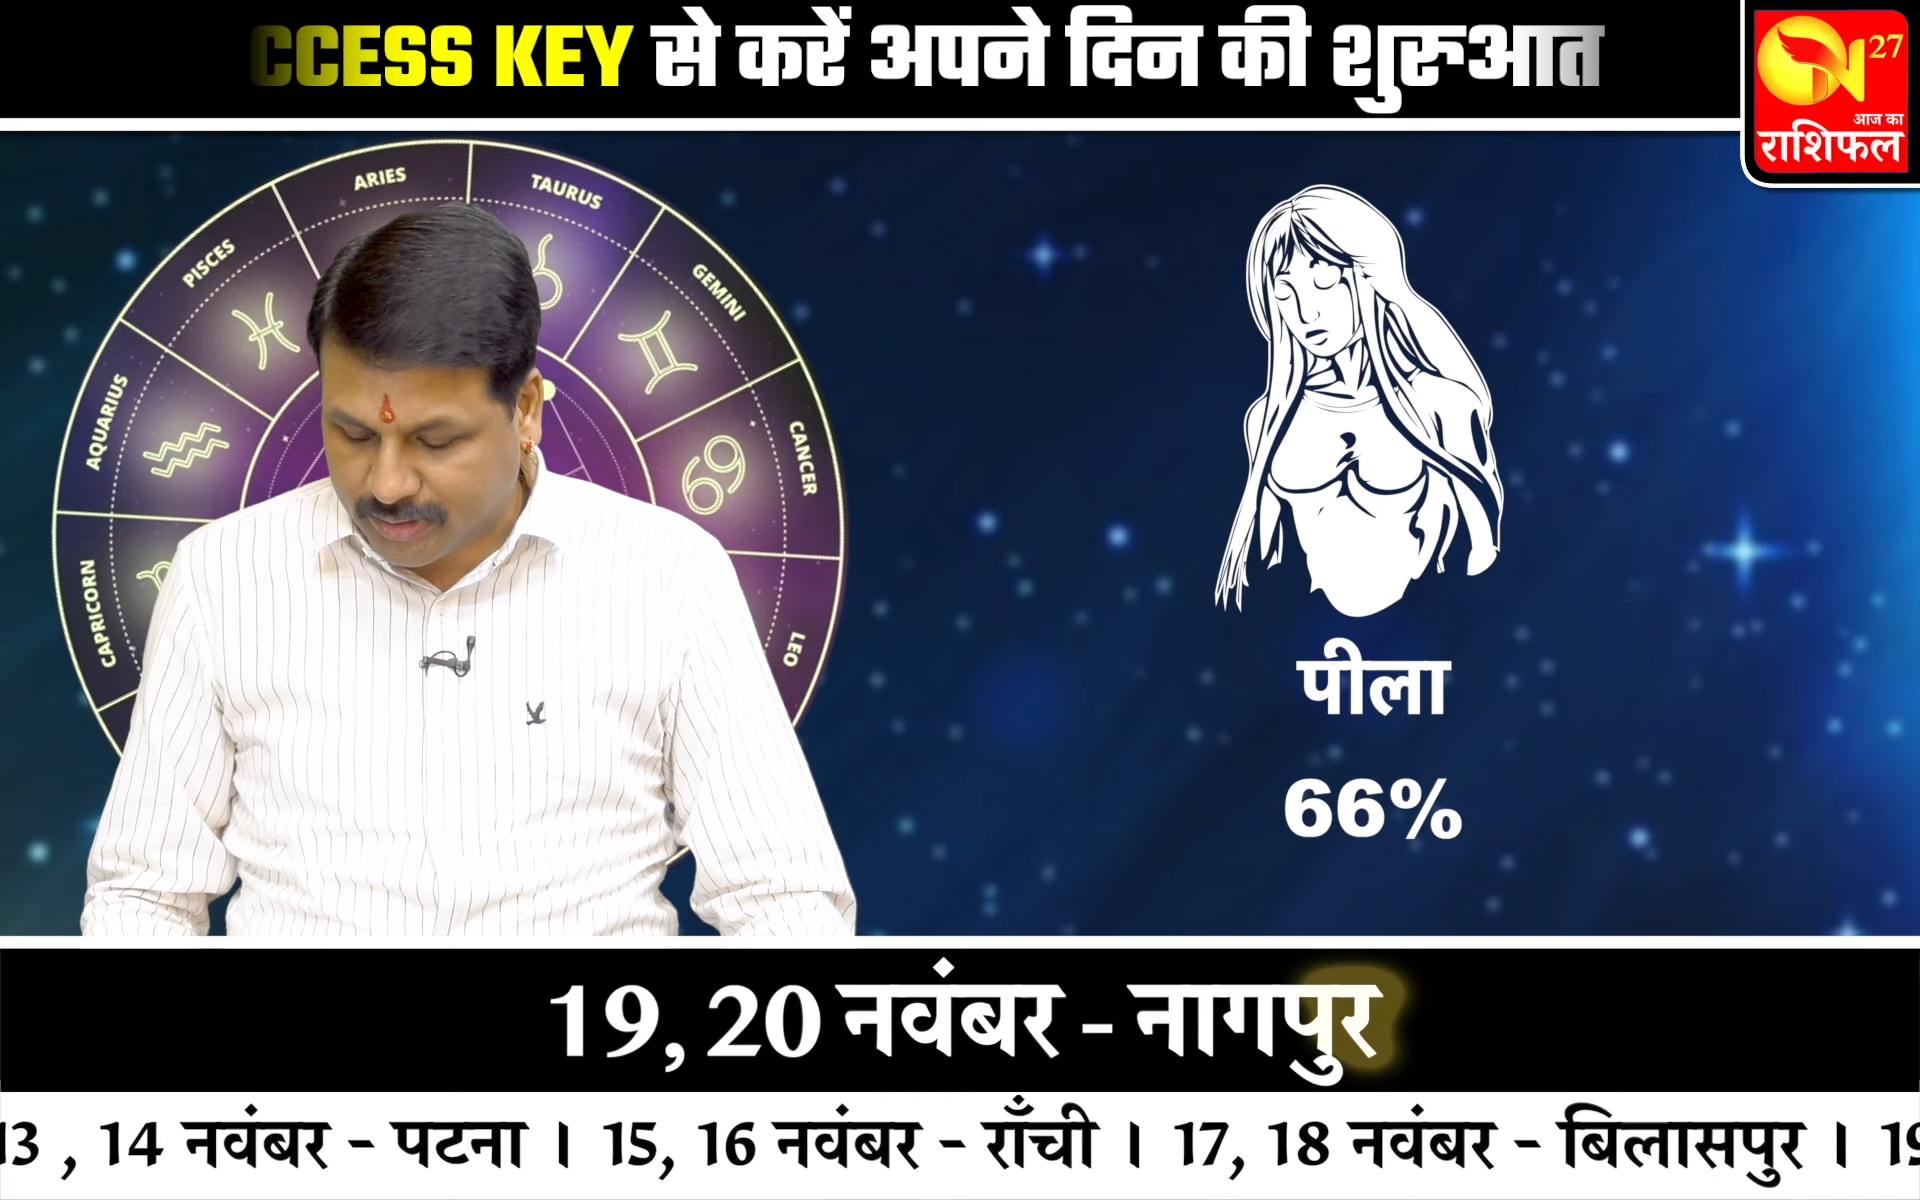 CCESS KEY से करें अपने दिन की शुरुआत
27
आज का
राशिफल
ARIES
TAURUS
PISCES
GEMINI
AQUARIUS
CANCER
CAPRICORN
LEO
पीला
66%
19, 20 नवंबर - नागपुर
13 , 14 नवंबर - पटना । 15, 16 नवंबर - राँची । 17, 18 नवंबर - बिलासपुर । 19